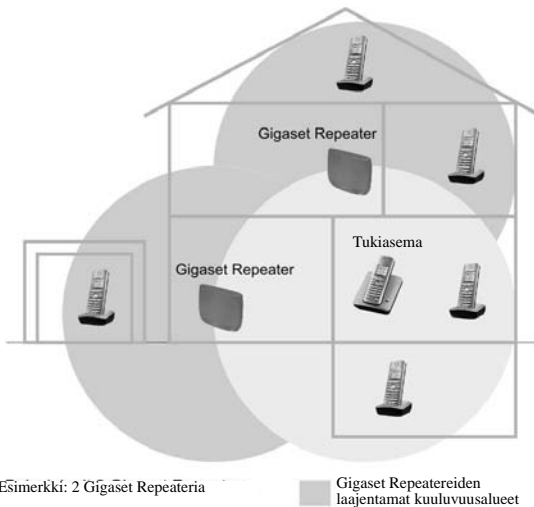 Gigaset Repeater
Tukiasema
Gigaset Repeater
Esimerkki: 2 Gigaset Repeateria
Gigaset Repeatereiden
laajentamat kuuluvuusalueet